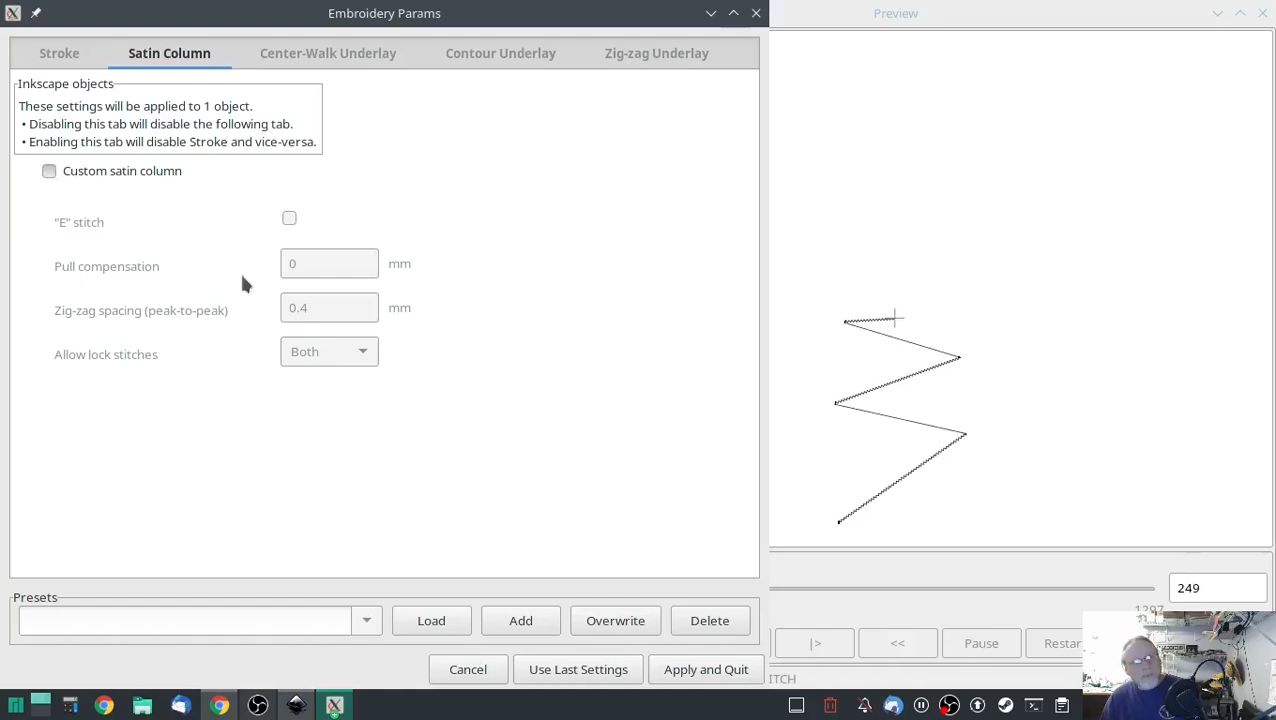 Embroidery Params
Preview
Stroke
Satin Column
Center-Walk Underlay
Contour Underlay
Zig-zag Underlay
Inkscape objects
These settings will be applied to 1 object.
• Disabling this tab will disable the following tab.
• Enabling this tab will disable Stroke and vice-versa.
Custom satin column
"E" stitch
Pull compensation
0
mm
Zig-zag spacing (peak-to-peak)
0.4
mm
Allow lock stitches
Both
249
1297
Presets
Load
Add
Overwrite
Delete
|>
<<
Pause
Restar
Cancel
Use Last Settings
Apply and Quit
ITCH